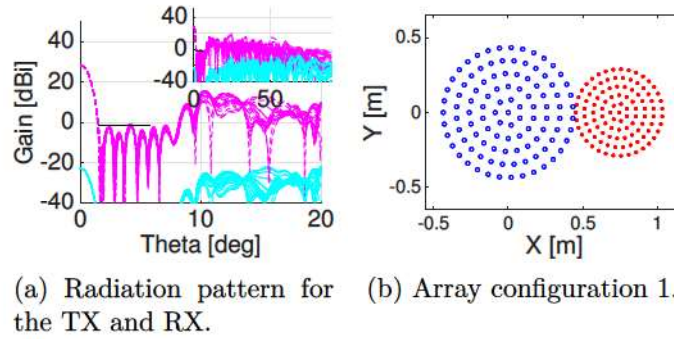 40
20
0
-20
-40
Gain [dBi]
0
10
20
Theta [deg]
40
0
-40
0
50
0.5
0
-0.5
Y [m]
-0.5
0
0.5
1
X [m]
(a) Radiation pattern for
the TX and RX.
(b) Array configuration 1.